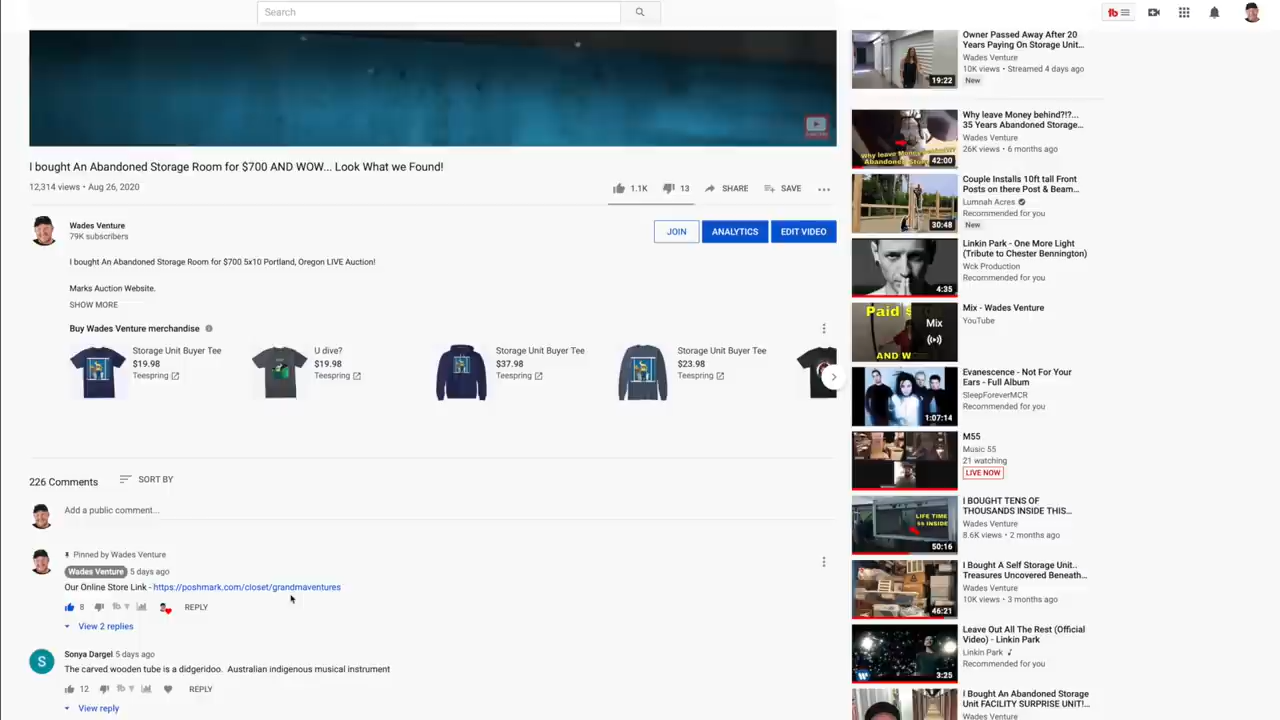 Search
I bought An Abandoned Storage Room for $700 AND WOW... Look What we Found!
12,314 views • Aug 26, 2020
1.1K
13
SHARE
SAVE
Wades Venture
79K subscribers
JOIN
ANALYTICS
EDIT VIDEO
I bought An Abandoned Storage Room for $700 5x10 Portland, Oregon LIVE Auction!
Marks Auction Website.
SHOW MORE
Buy Wades Venture merchandise
Storage Unit Buyer Tee
$19.98
Teespring
U dive?
$19.98
Teespring
Storage Unit Buyer Tee
$37.98
Teespring
Storage Unit Buyer Tee
$23.98
Teespring
226 Comments
SORT BY
Add a public comment...
Pinned by Wades Venture
Wades Venture 5 days ago
Our Online Store Link - https://poshmark.com/closet/grandmaventures
8
REPLY
View 2 replies
S
Sonya Dargel 5 days ago
The carved wooden tube is a didgeridoo. Australian indigenous musical instrument
12
REPLY
View reply
19:22
Owner Passed Away After 20
Years Paying On Storage Unit...
Wades Venture
10K views • Streamed 4 days ago
New
Why leave Money behind???
Abandoned
42:00
Why leave Money behind?!?...
35 Years Abandoned Storage...
Wades Venture
26K views • 6 months ago
30:48
Couple Installs 10ft tall Front
Posts on there Post & Beam...
Lumnah Acres
Recommended for you
New
4:35
Linkin Park - One More Light
(Tribute to Chester Bennington)
Wck Production
Recommended for you
Paid
AND W
Mix
Mix - Wades Venture
YouTube
1:07:14
Evanescence - Not For Your
Ears - Full Album
SleepForeverMCR
Recommended for you
M55
Music 55
21 watching
LIVE NOW
LIFE TIME
INSIDE
50:16
I BOUGHT TENS OF
THOUSANDS INSIDE THIS...
Wades Venture
8.6K views • 2 months ago
46:21
I Bought A Self Storage Unit..
Treasures Uncovered Beneath...
Wades Venture
10K views • 3 months ago
3:25
Leave Out All The Rest (Official
Video) - Linkin Park
Linkin Park
Recommended for you
I Bought An Abandoned Storage
Unit FACILITY SURPRISE UNIT!...
Wades Venture